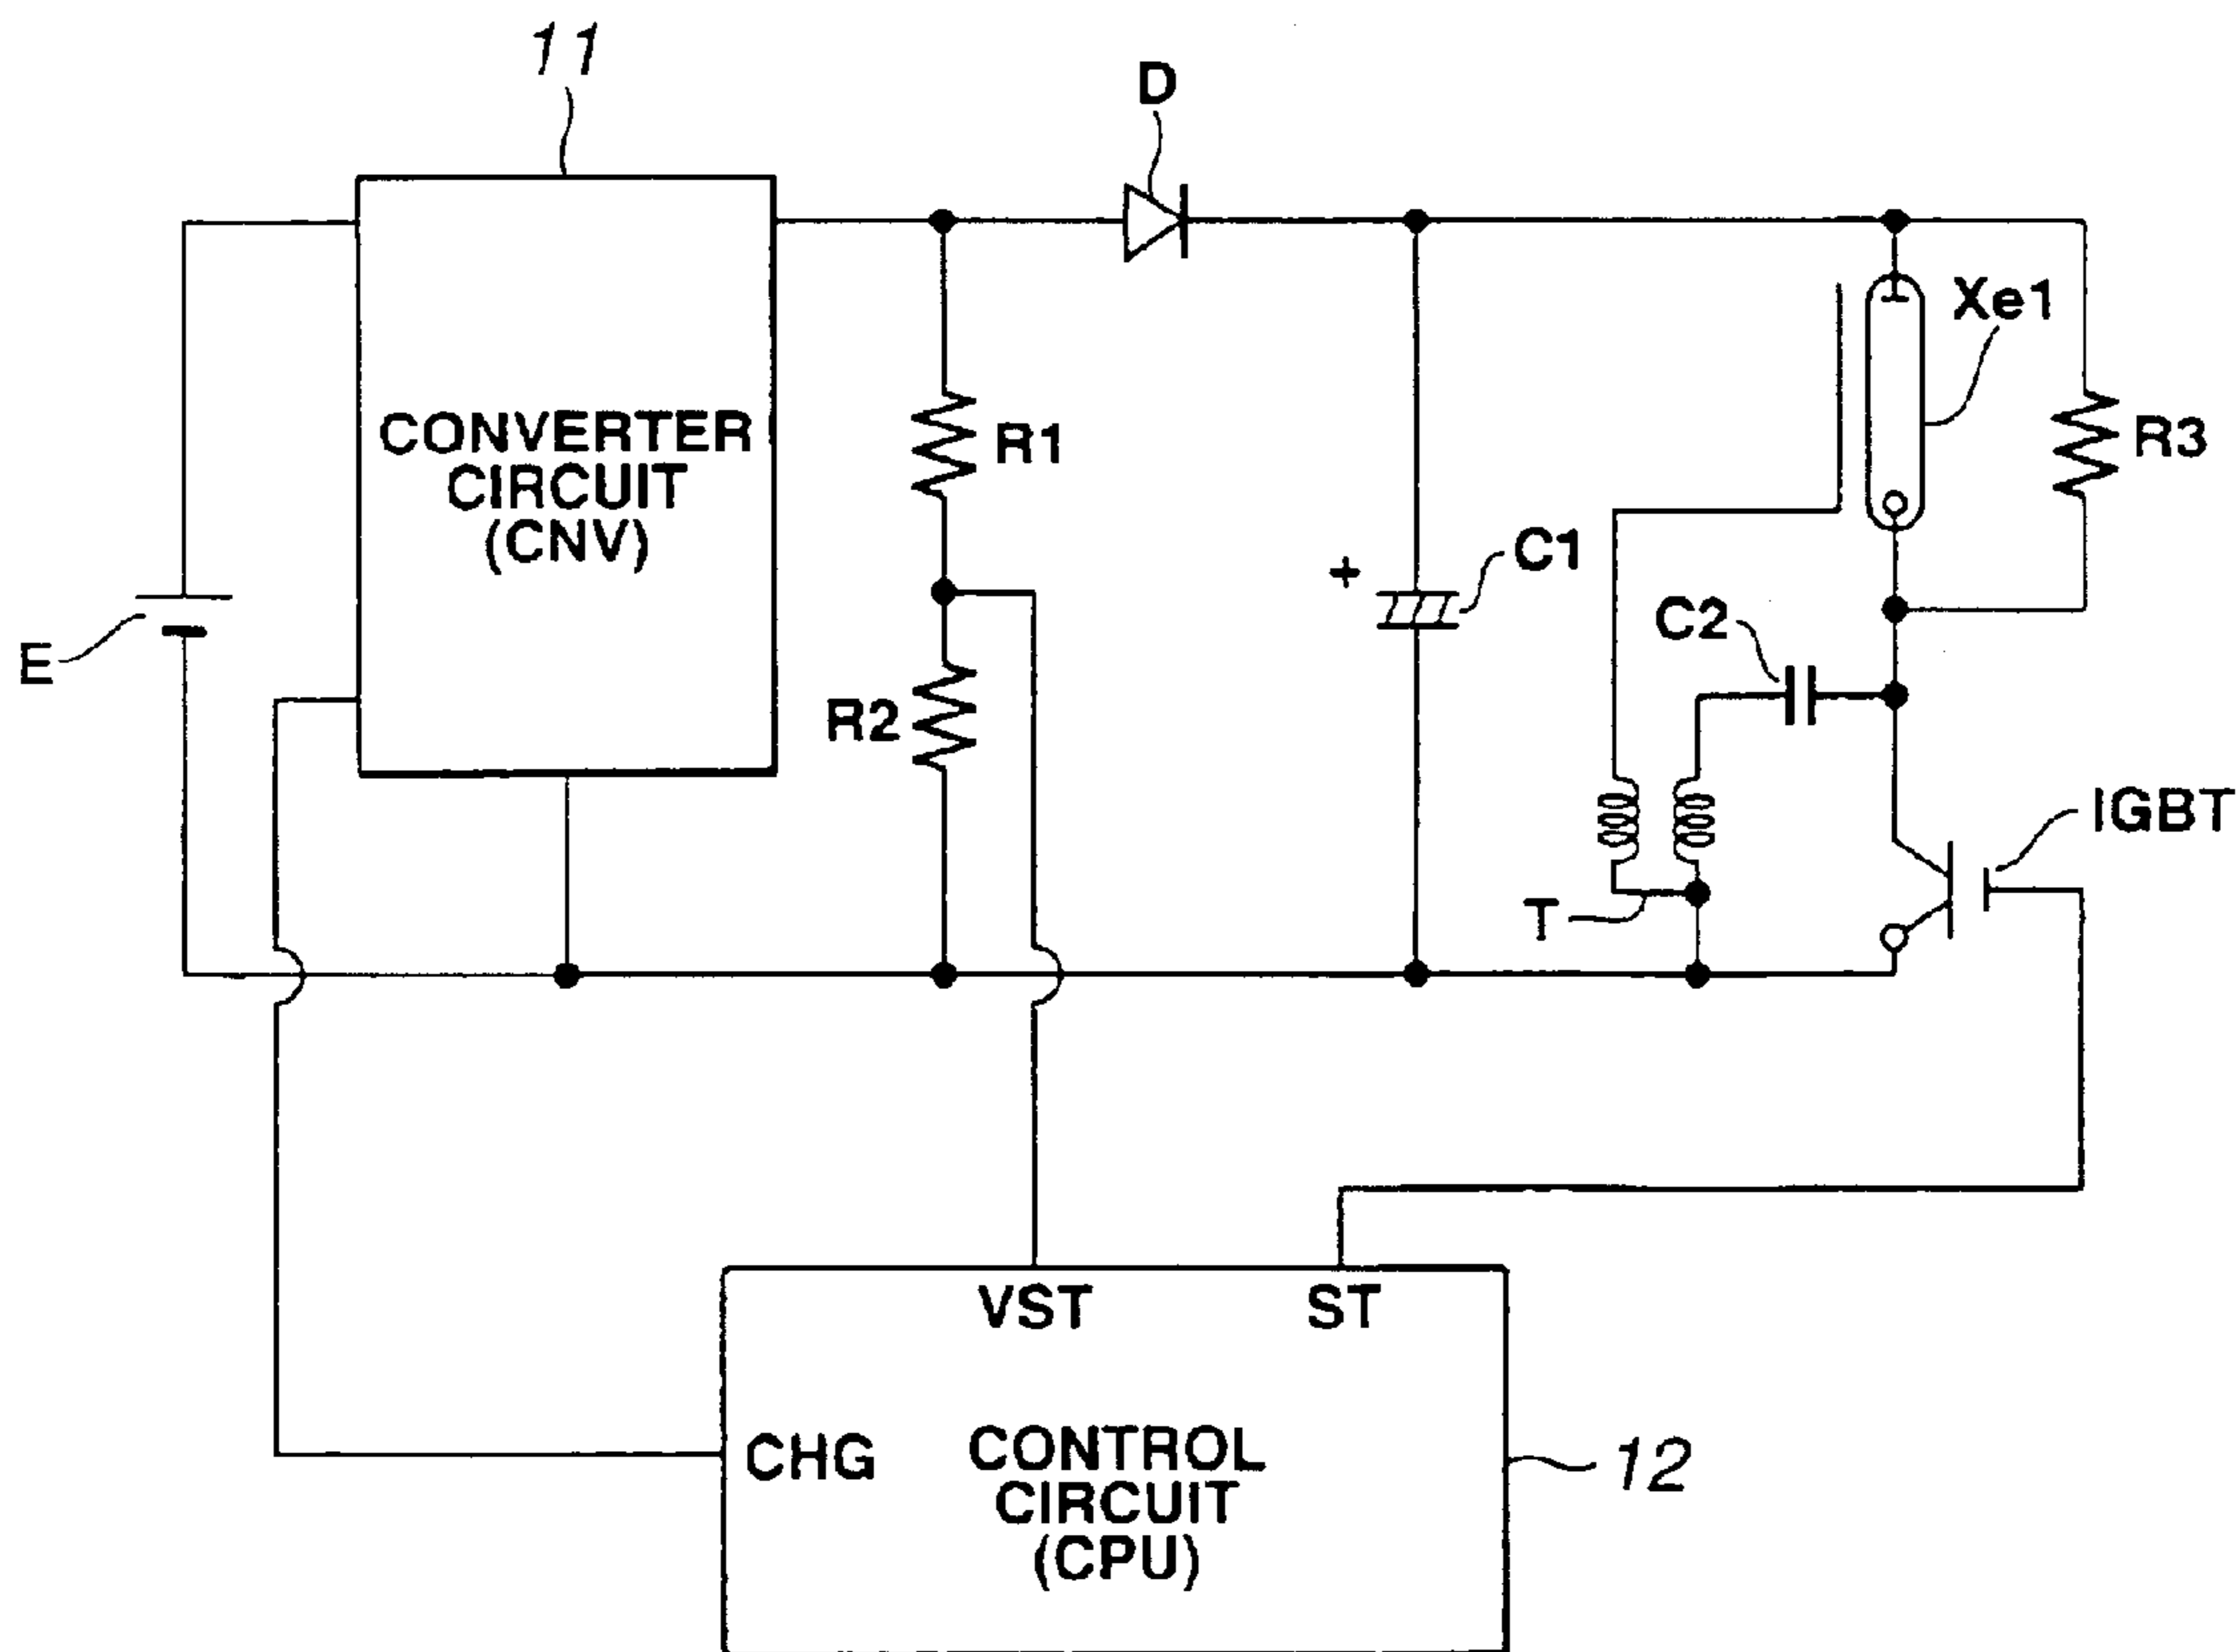 11
D
Xe1
CONVERTER
CIRCUIT
(CNV)
R1
R3
+
C1
C2
E
R2
IGBT
T
VST
ST
CHG
CONTROL
CIRCUIT
(CPU)
12